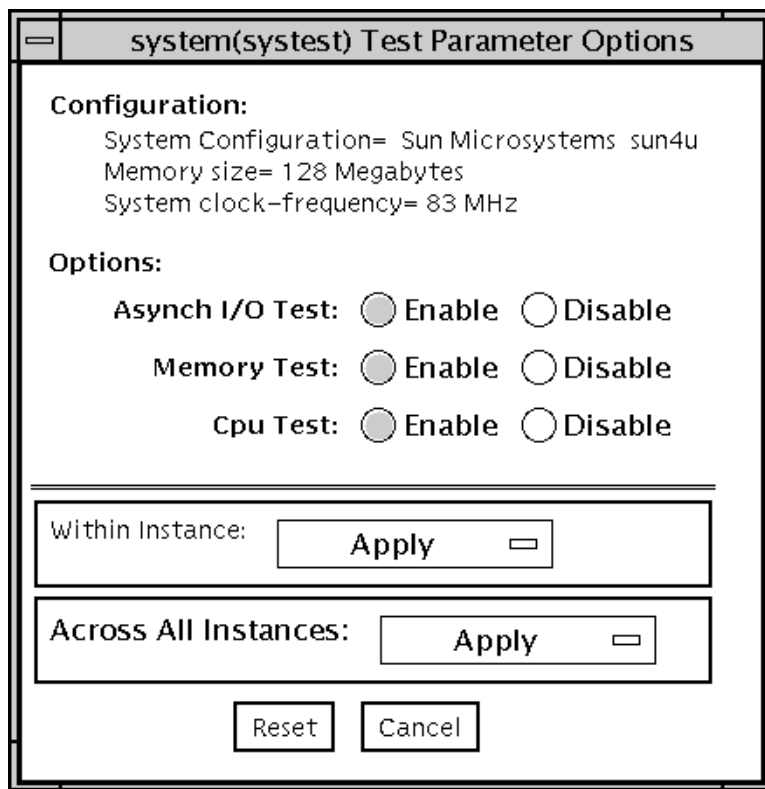 system(systest) Test Parameter Options
Configuration:
System Configuration= Sun Microsystems sun4u
Memory size= 128 Megabytes
System clock-frequency= 83 MHz
Options:
Asynch I/O Test: Enable Disable
Memory Test: Enable Disable
Cpu Test: Enable Disable
Within Instance: Apply
Across All Instances: Apply
Reset Cancel